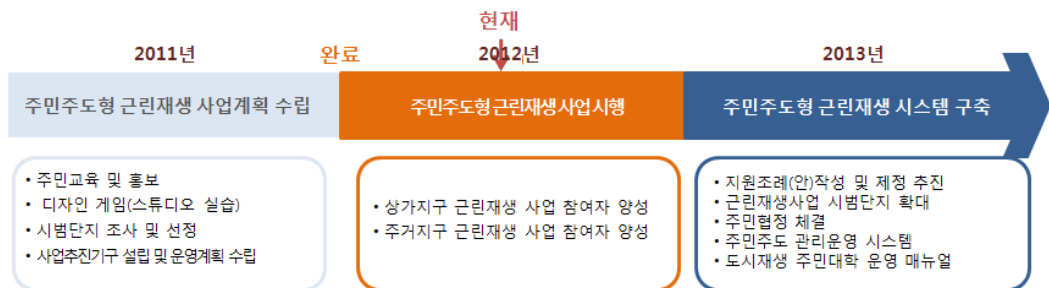 현재
2011년
완료
2012년
2013년
주민주도형 근린재생 사업계획 수립
주민주도형 근린재생 사업 시행
주민주도형 근린재생 시스템 구축
• 주민교육 및 홍보
• 디자인 게임(스튜디오 실습)
• 시범단지 조사 및 선정
• 사업추진기구 설립 및 운영계획 수립
• 상가지구 근린재생 사업 참여자 양성
• 주거지구 근린재생 사업 참여자 양성
• 지원조례(안)작성 및 제정 추진
• 근린재생사업 시범단지 확대
• 주민협정 체결
• 주민주도 관리운영 시스템
• 도시재생 주민대학 운영 매뉴얼